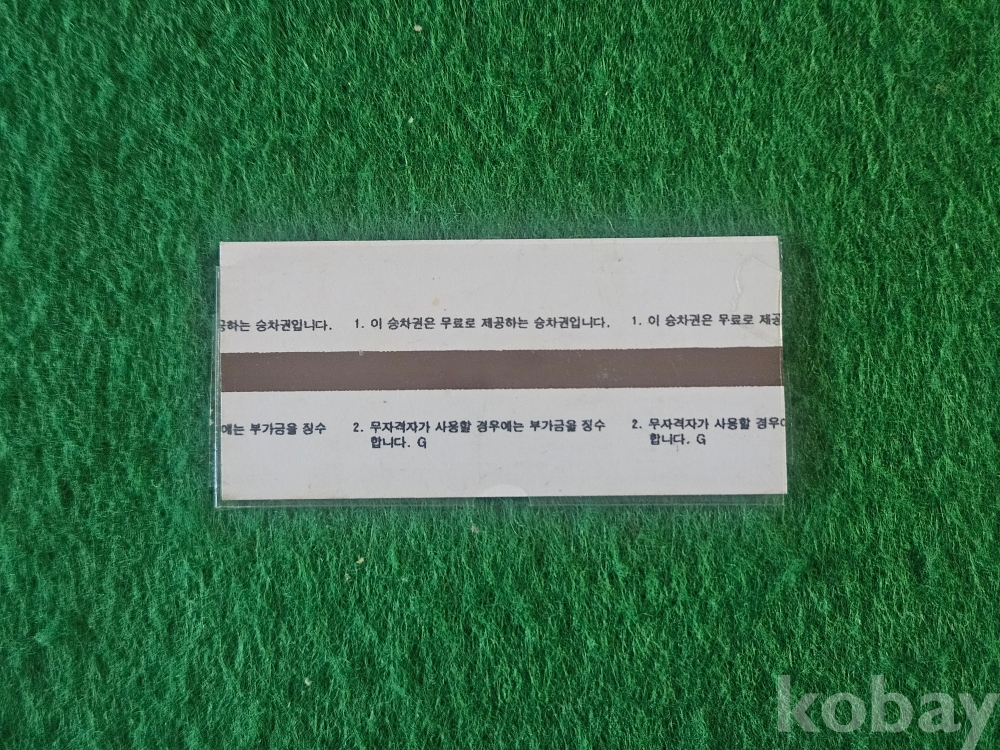 공하는 승차권입니다. 1. 이 승차권은 무료로 제공하는 승차권입니다. 1. 이 승차권은 무료로 제공
에는 부가금을 징수 2. 무자격자가 사용할 경우에는 부가금을 징수 2. 무자격자가 사용할 경우
합니다. G 합니다. G
kobay